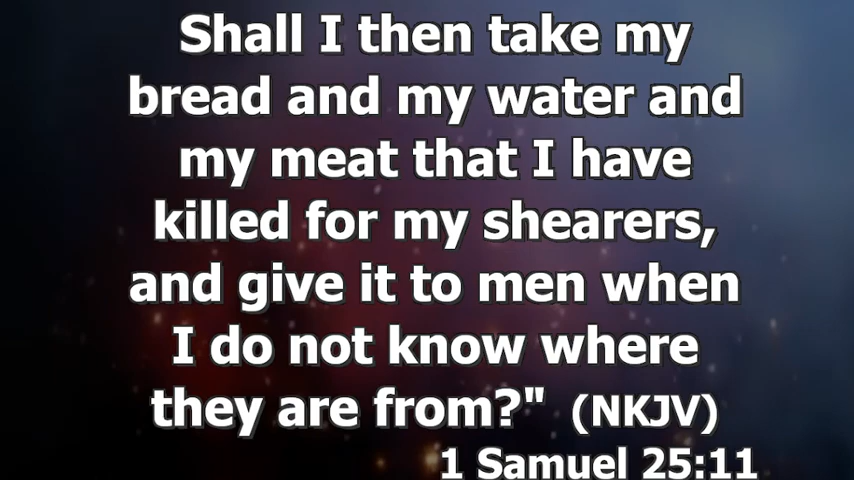 Shall I then take my
bread and my water and
my meat that I have
killed for my shearers,
and give it to men when
I do not know where
they are from?" (NKJV)
1 Samuel 25:11